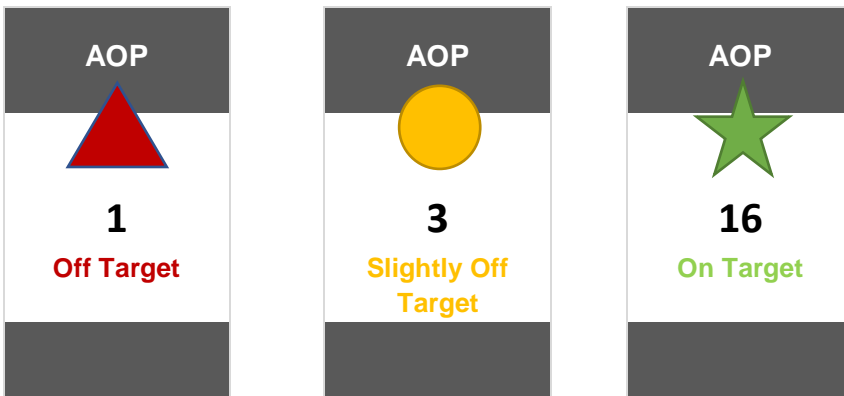 AOP
1
Off Target
AOP
3
Slightly Off
Target
AOP
16
On Target